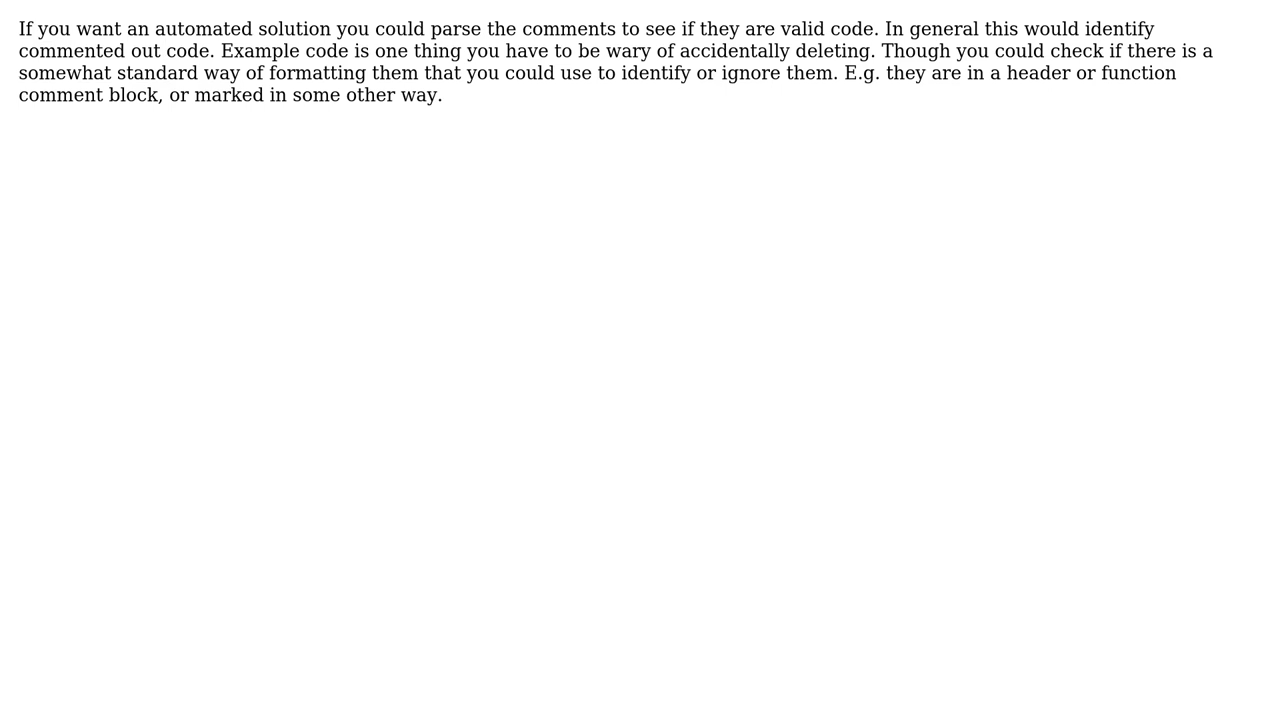 If you want an automated solution you could parse the comments to see if they are valid code. In general this would identify
commented out code. Example code is one thing you have to be wary of accidentally deleting. Though you could check if there is a
somewhat standard way of formatting them that you could use to identify or ignore them. E.g. they are in a header or function
comment block, or marked in some other way.